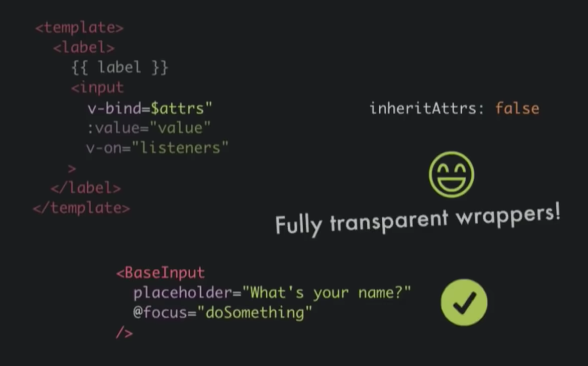 <template>
<label>
{{ label }}
<input
v-bind=$attrs"
:value="value"
v-on="listeners"
>
</label>
</template>
inheritAttrs: false
Fully transparent wrappers!
<BaseInput
placeholder="What's your name?"
@focus="doSomething"
/>